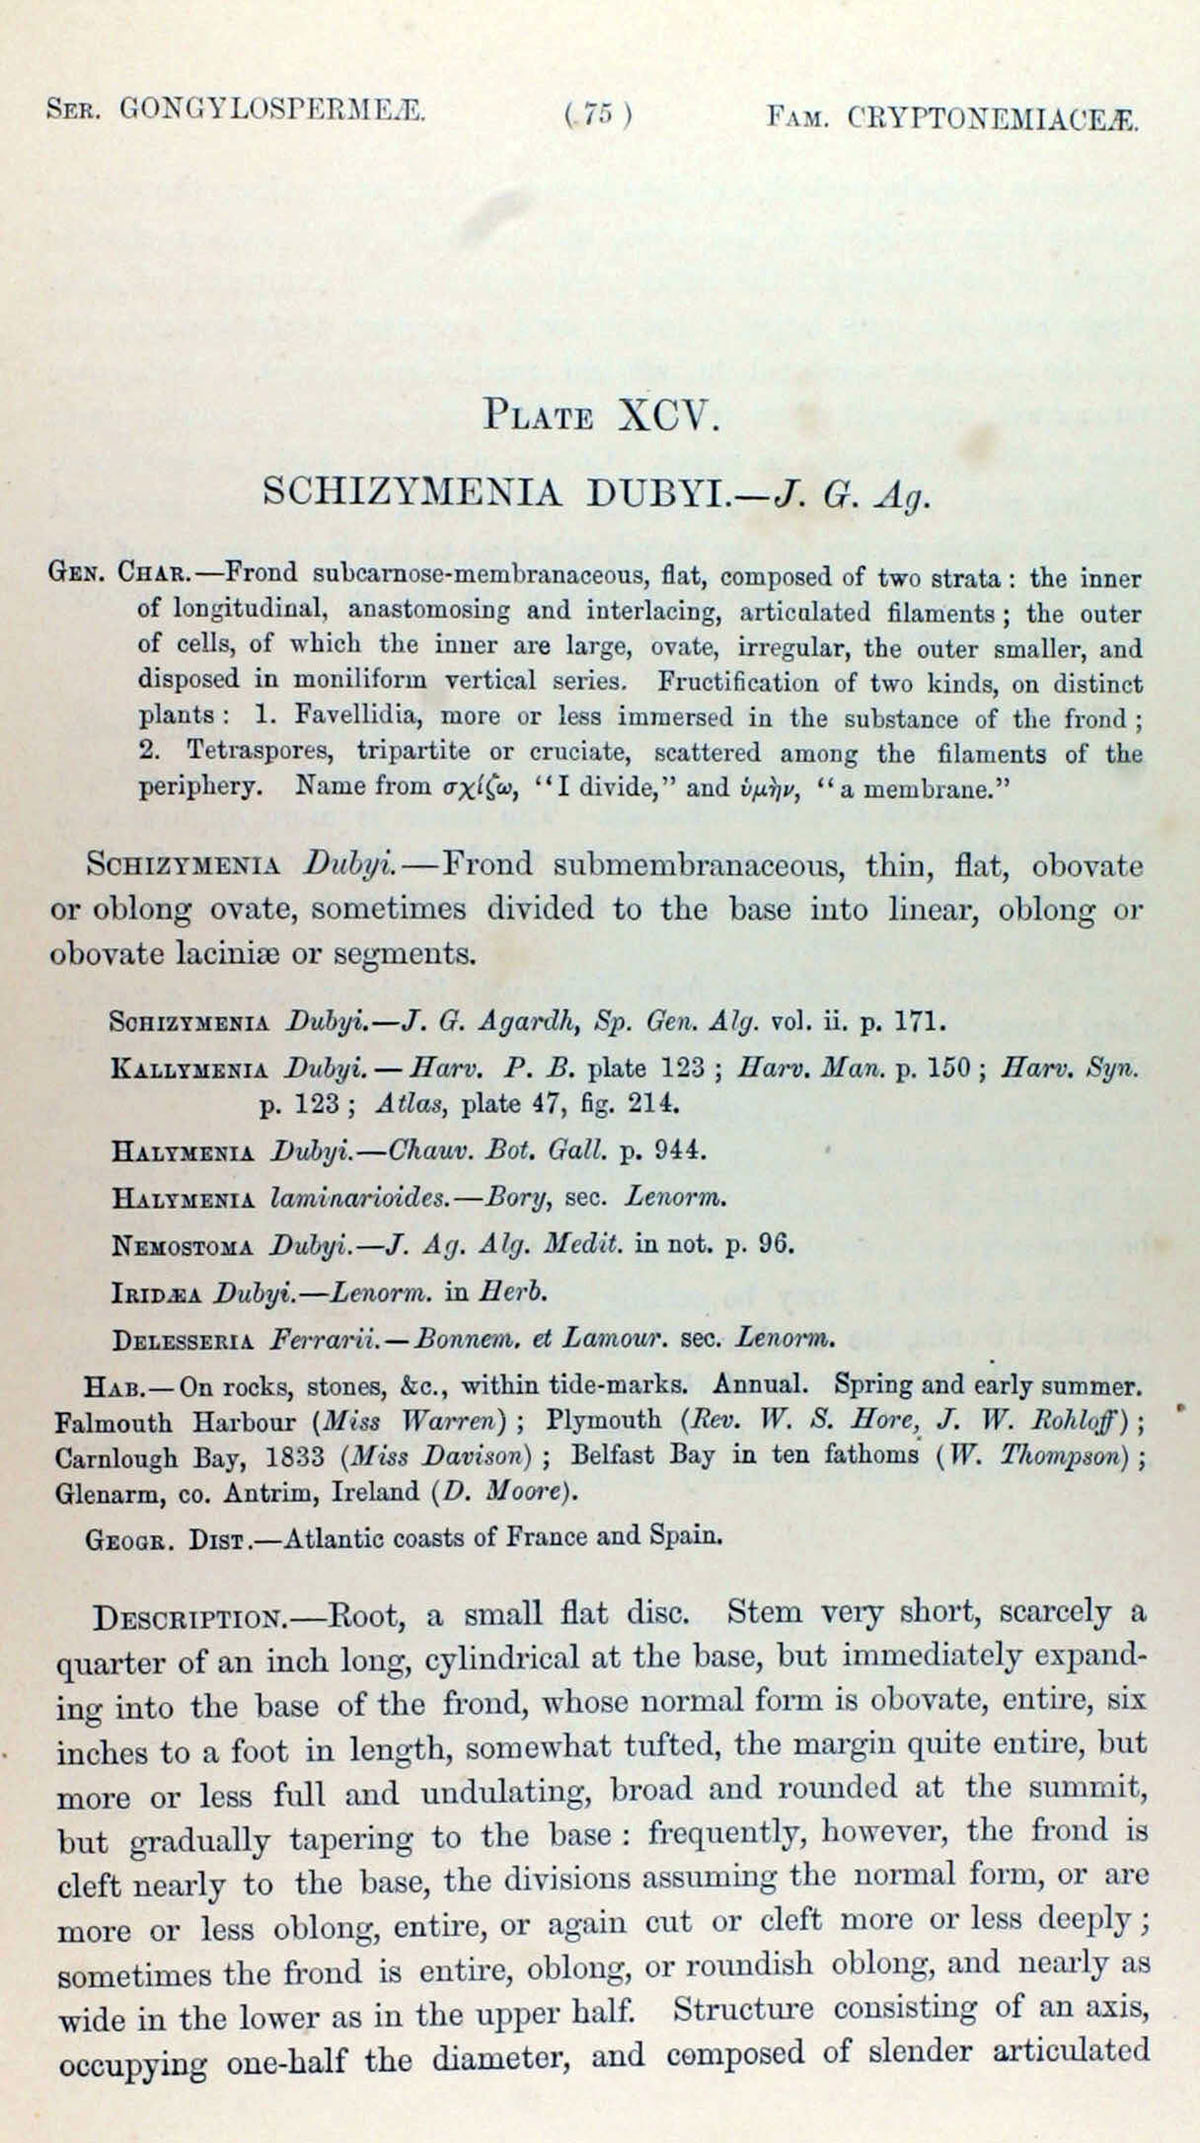 SER. GONGYLOSPERMEÆ. ( 75 ) FAM. CRYPTONEMIACEÆ.
PLATE XCV.
SCHIZYMENIA DUBYI.—J. G. Ag.
GEN. CHAR.—Frond subcarnose-membranaceous, flat, composed of two strata: the inner
of longitudinal, anastomosing and interlacing, articulated filaments; the outer
of cells, of which the inner are large, ovate, irregular, the outer smaller, and
disposed in moniliform vertical series. Fructification of two kinds, on distinct
plants: 1. Favellidia, more or less immersed in the substance of the frond;
2. Tetraspores, tripartite or cruciate, scattered among the filaments of the
periphery. Name from σχίζω, “I divide,” and ὑμὴν, “a membrane.”
SCHIZYMENIA Dubyi.—Frond submembranaceous, thin, flat, obovate
or oblong ovate, sometimes divided to the base into linear, oblong or
obovate laciniæ or segments.
SCHIZYMENIA Dubyi.—J. G. Agardh, Sp. Gen. Alg. vol. ii. p. 171.
KALLYMENIA Dubyi.—Harv. P. B. plate 123; Harv. Man. p. 150; Harv. Syn.
p. 123; Atlas, plate 47, fig. 214.
HALYMENIA Dubyi.—Chauv. Bot. Gall. p. 944.
HALYMENIA laminarioides.—Bory, sec. Lenorm.
NEMOSTOMA Dubyi.—J. Ag. Alg. Medit. in not. p. 96.
IRIDÆA Dubyi.—Lenorm. in Herb.
DELESSERIA Ferrarii.—Bonnem. et Lamour. sec. Lenorm.
HAB.—On rocks, stones, &c., within tide-marks. Annual. Spring and early summer.
Falmouth Harbour (Miss Warren); Plymouth (Rev. W. S. Hore, J. W. Rohloff);
Carnlough Bay, 1833 (Miss Davison); Belfast Bay in ten fathoms (W. Thompson);
Glenarm, co. Antrim, Ireland (D. Moore).
GEOGR. DIST.—Atlantic coasts of France and Spain.
DESCRIPTION.—Root, a small flat disc. Stem very short, scarcely a
quarter of an inch long, cylindrical at the base, but immediately expand-
ing into the base of the frond, whose normal form is obovate, entire, six
inches to a foot in length, somewhat tufted, the margin quite entire, but
more or less full and undulating, broad and rounded at the summit,
but gradually tapering to the base: frequently, however, the frond is
cleft nearly to the base, the divisions assuming the normal form, or are
more or less oblong, entire, or again cut or cleft more or less deeply;
sometimes the frond is entire, oblong, or roundish oblong, and nearly as
wide in the lower as in the upper half. Structure consisting of an axis,
occupying one-half the diameter, and composed of slender articulated